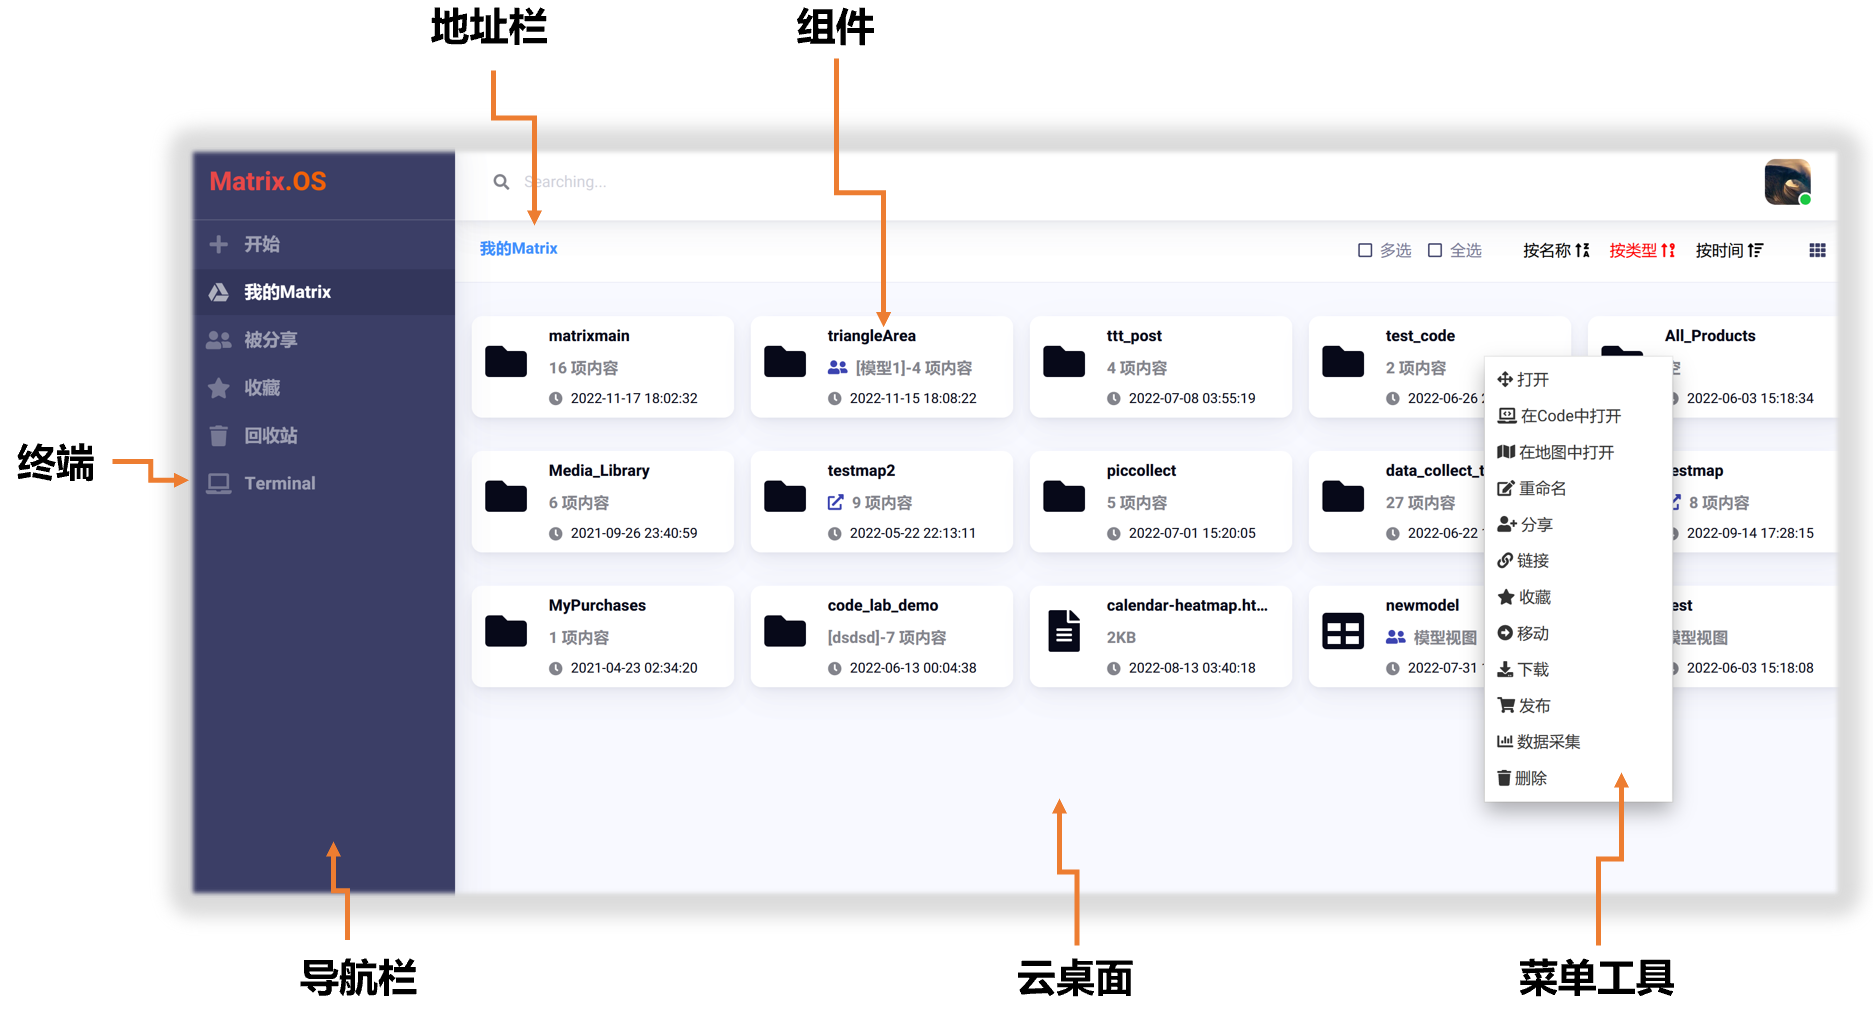 地址栏
组件
Matrix.OS
Searching...
开始
我的Matrix
被分享
收藏
回收站
Terminal
终端
导航栏
我的Matrix
多选 全选 按名称 按类型 按时间
matrixmain
16 项内容
2022-11-17 18:02:32
triangleArea
[模型1]-4 项内容
2022-11-15 18:08:22
ttt_post
4 项内容
2022-07-08 03:55:19
test_code
2 项内容
2022-06-26
All_Products
2022-06-03 15:18:34
Media_Library
6 项内容
2021-09-26 23:40:59
testmap2
9 项内容
2022-05-22 22:13:11
piccollect
5 项内容
2022-07-01 15:20:05
data_collect_t
27 项内容
2022-06-22
estmap
8 项内容
2022-09-14 17:28:15
MyPurchases
1 项内容
2021-04-23 02:34:20
code_lab_demo
[dsdsd]-7 项内容
2022-06-13 00:04:38
calendar-heatmap.ht...
2KB
2022-08-13 03:40:18
newmodel
模型视图
2022-07-31
est
模型视图
2022-06-03 15:18:08
打开
在Code中打开
在地图中打开
重命名
分享
链接
收藏
移动
下载
发布
数据采集
删除
云桌面
菜单工具